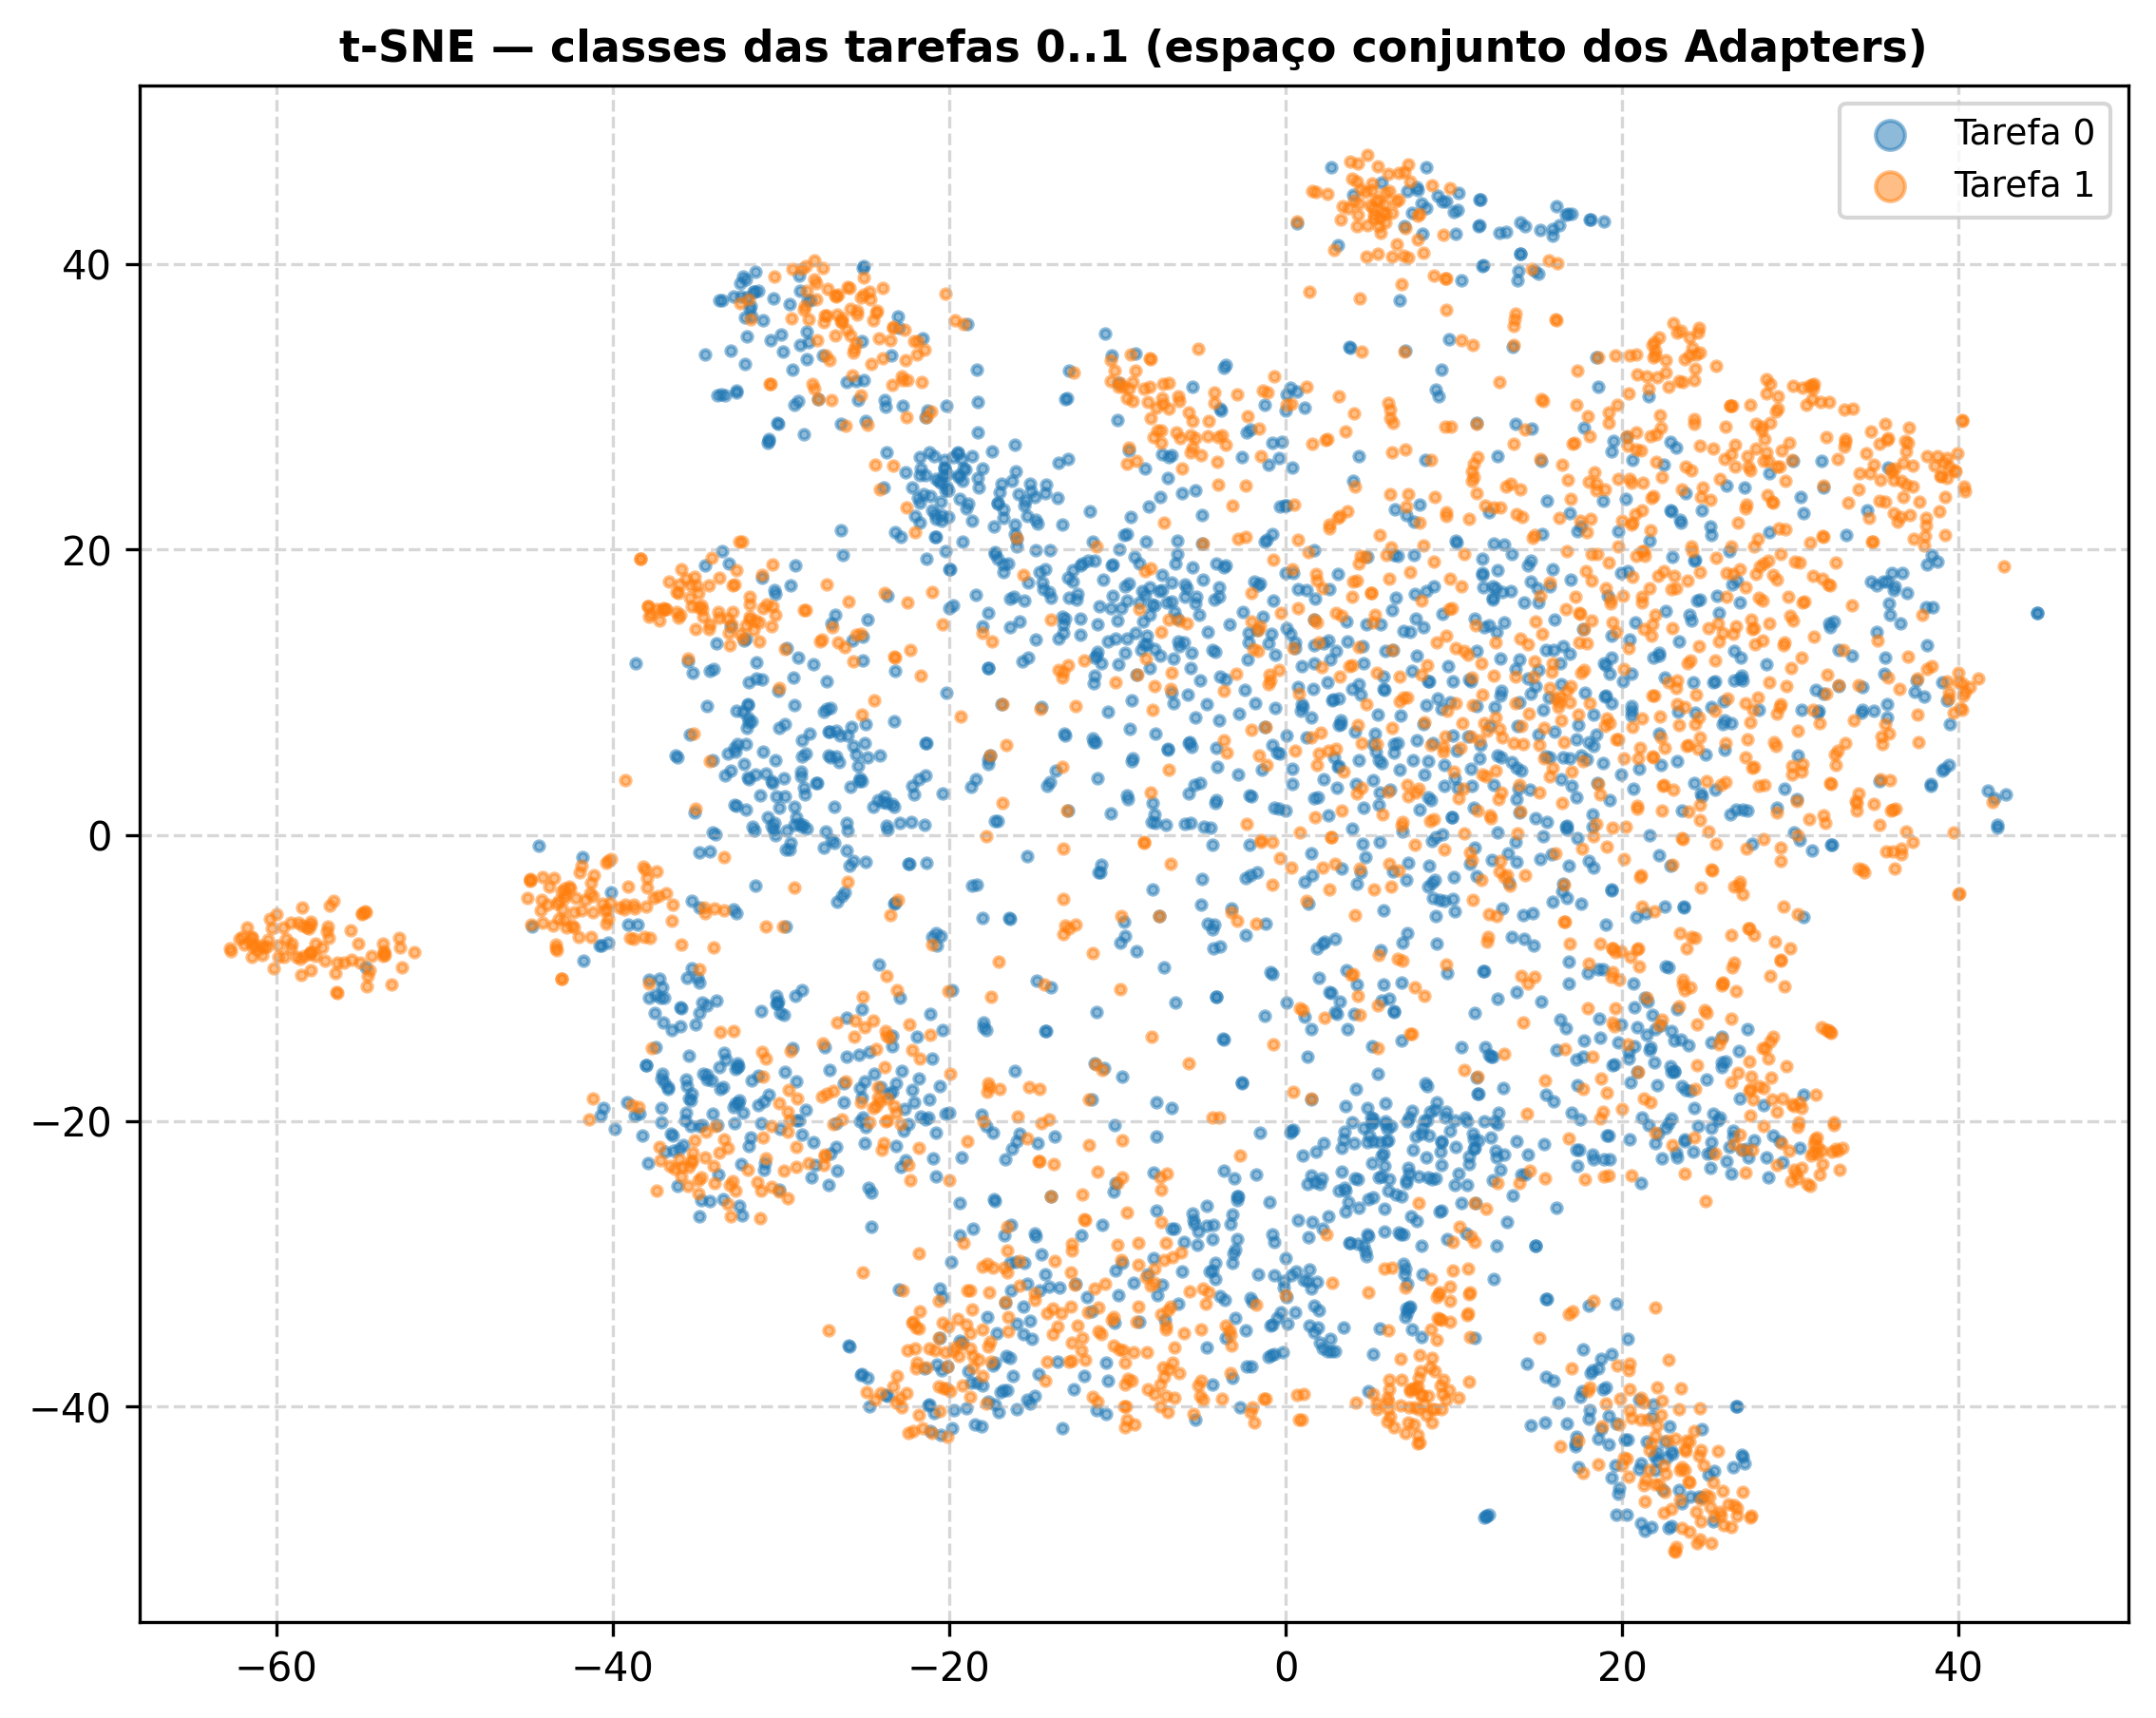 t-SNE — classes das tarefas 0..1 (espaço conjunto dos Adapters)
Tarefa 0
Tarefa 1
40
20
0
−20
−40
−60 −40 −20 0 20 40